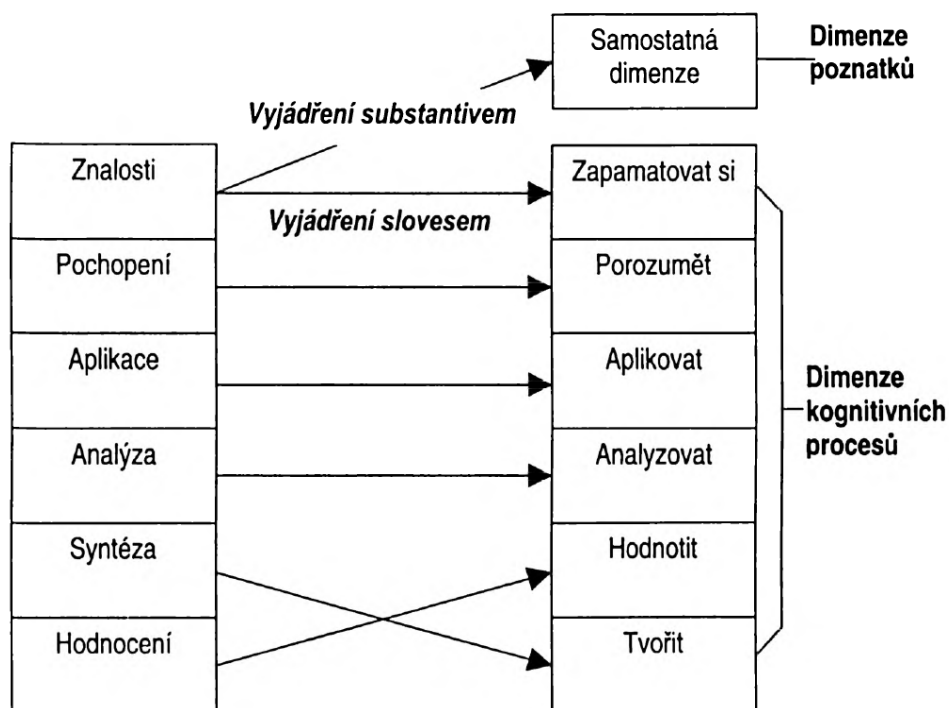 Samostatná
dimenze
Dimenze
poznatků
Vyjádření substantivem
Znalosti
Zapamatovat si
Vyjádření slovesem
Pochopení
Porozumět
Aplikace
Aplikovat
Dimenze
kognitivních
procesů
Analýza
Analyzovat
Syntéza
Hodnotit
Hodnocení
Tvořit